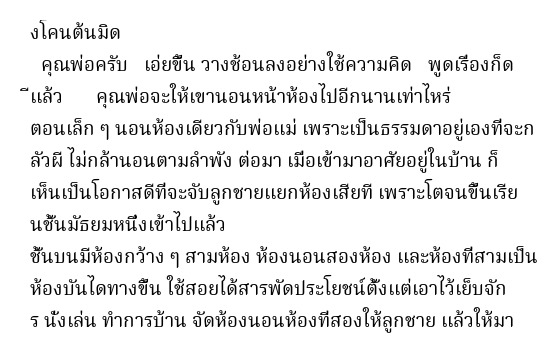 งโคนต้นมิด
คุณพ่อครับ เอ่ยขึ้น วางช้อนลงอย่างใช้ความคิด พูดเรื่องก็ด
ีแล้ว คุณพ่อจะให้เขานอนหน้าห้องไปอีกนานเท่าไหร่
ตอนเล็ก ๆ นอนห้องเดียวกับพ่อแม่ เพราะเป็นธรรมดาอยู่เองที่จะก
ลัวผี ไม่กล้านอนตามลำพัง ต่อมา เมื่อเข้ามาอาศัยอยู่ในบ้าน ก็
เห็นเป็นโอกาสดีที่จะจับลูกชายแยกห้องเสียที เพราะโตจนขึ้นเรีย
นชั้นมัธยมหนึ่งเข้าไปแล้ว
ชั้นบนมีห้องกว้าง ๆ สามห้อง ห้องนอนสองห้อง และห้องที่สามเป็น
ห้องบันไดทางขึ้น ใช้สอยได้สารพัดประโยชน์ตั้งแต่เอาไว้เย็บจัก
ร นั่งเล่น ทำการบ้าน จัดห้องนอนห้องที่สองให้ลูกชาย แล้วให้มา